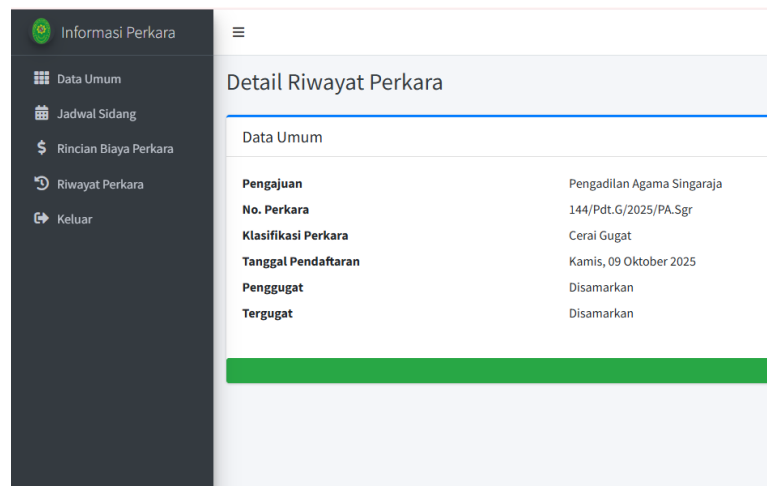 Informasi Perkara
Data Umum
Jadwal Sidang
Rincian Biaya Perkara
Riwayat Perkara
Keluar
Detail Riwayat Perkara
Data Umum
Pengajuan Pengadilan Agama Singaraja
No. Perkara 144/Pdt.G/2025/PA.Sgr
Klasifikasi Perkara Cerai Gugat
Tanggal Pendaftaran Kamis, 09 Oktober 2025
Penggugat Disamarkan
Tergugat Disamarkan